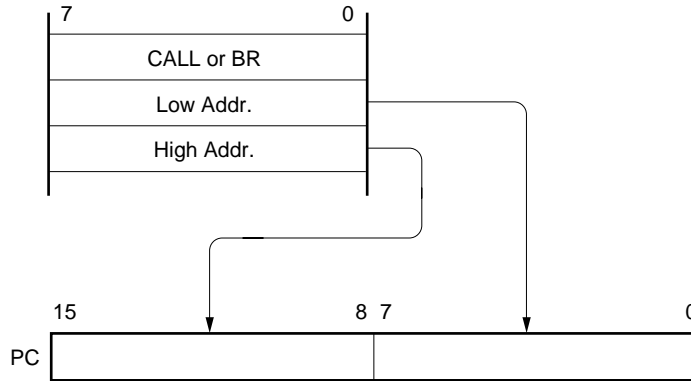 7 0
CALL or BR
Low Addr.
High Addr.
15 8 7 0
PC